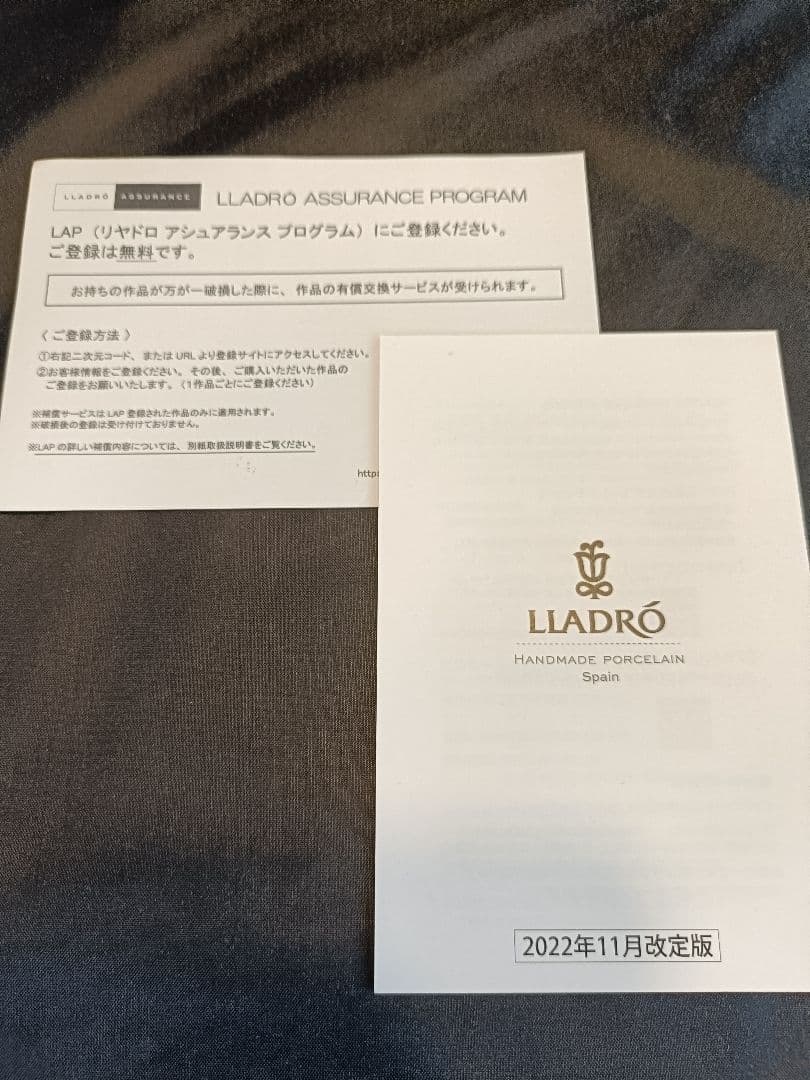 LLADRÓ ASSURANCE LLADRÓ ASSURANCE PROGRAM
LAP（リヤドロ アシュアランス プログラム）にご登録ください。
ご登録は無料です。
お持ちの作品が万が一破損した際に、作品の有償交換サービスが受けられます。
〈ご登録方法〉
①右記二次元コード、またはURLより登録サイトにアクセスしてください。
②お客様情報をご登録ください。その後、ご購入いただいた作品の
ご登録をお願いいたします。（1作品ごとにご登録ください）
※補償サービスはLAP登録された作品のみに適用されます。
※破損後の登録は受け付けておりません。
※LAPの詳しい補償内容については、別紙取扱説明書をご覧ください。
http
LLADRÓ
HANDMADE PORCELAIN
Spain
2022年11月改定版